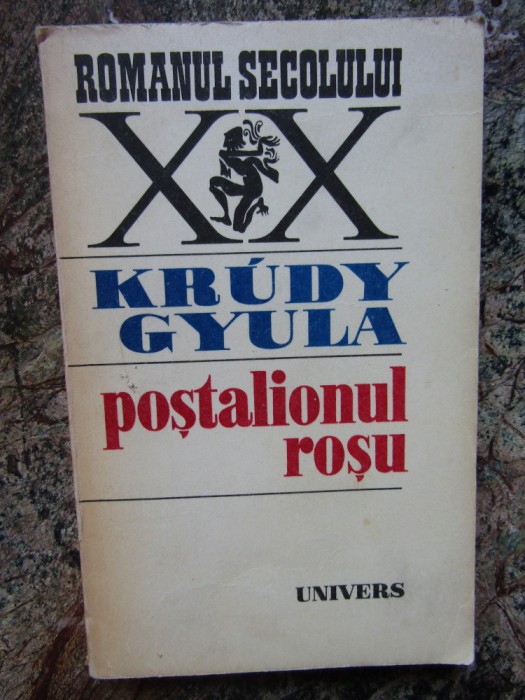 ROMANUL SECOLULUI
XX
KRÚDY
GYULA
poștalionul
roșu
UNIVERS